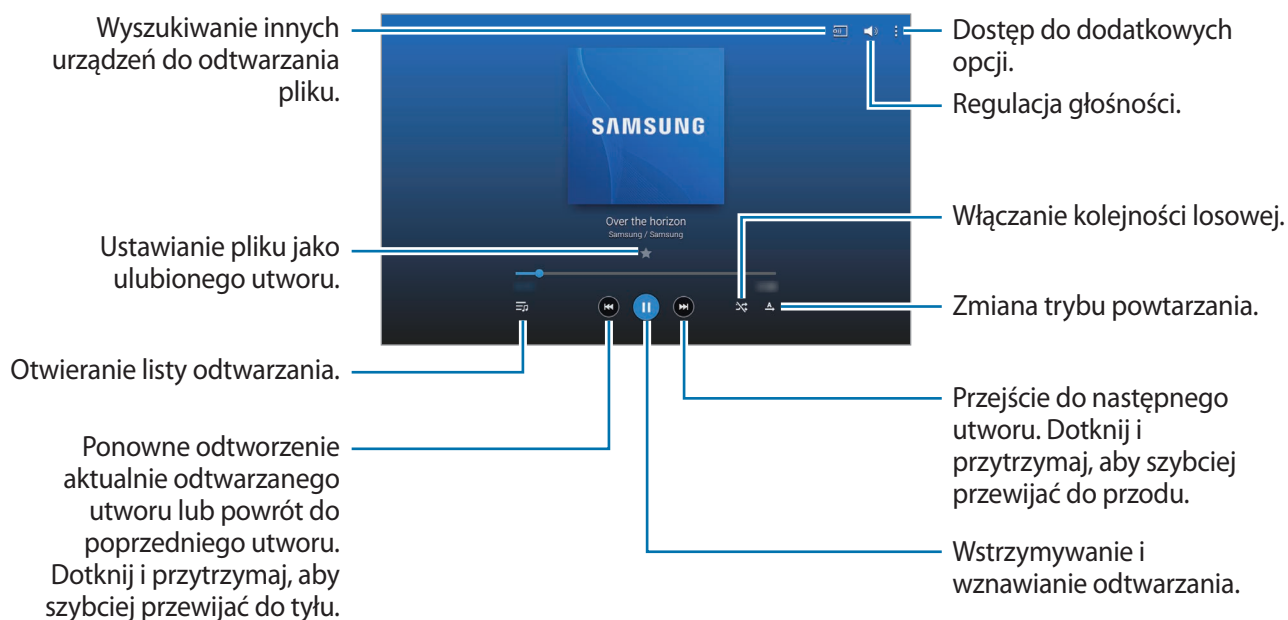 Wyszukiwanie innych
urządzeń do odtwarzania
pliku.
Dostęp do dodatkowych
opcji.
Regulacja głośności.
SAMSUNG
Over the horizon
Samsung / Samsung
Ustawianie pliku jako
ulubionego utworu.
Włączanie kolejności losowej.
Zmiana trybu powtarzania.
A
Otwieranie listy odtwarzania.
Ponowne odtworzenie
aktualnie odtwarzanego
utworu lub powrót do
poprzedniego utworu.
Dotknij i przytrzymaj, aby
szybciej przewijać do tyłu.
Przejście do następnego
utworu. Dotknij i
przytrzymaj, aby szybciej
przewijać do przodu.
Wstrzymywanie i
wznawianie odtwarzania.